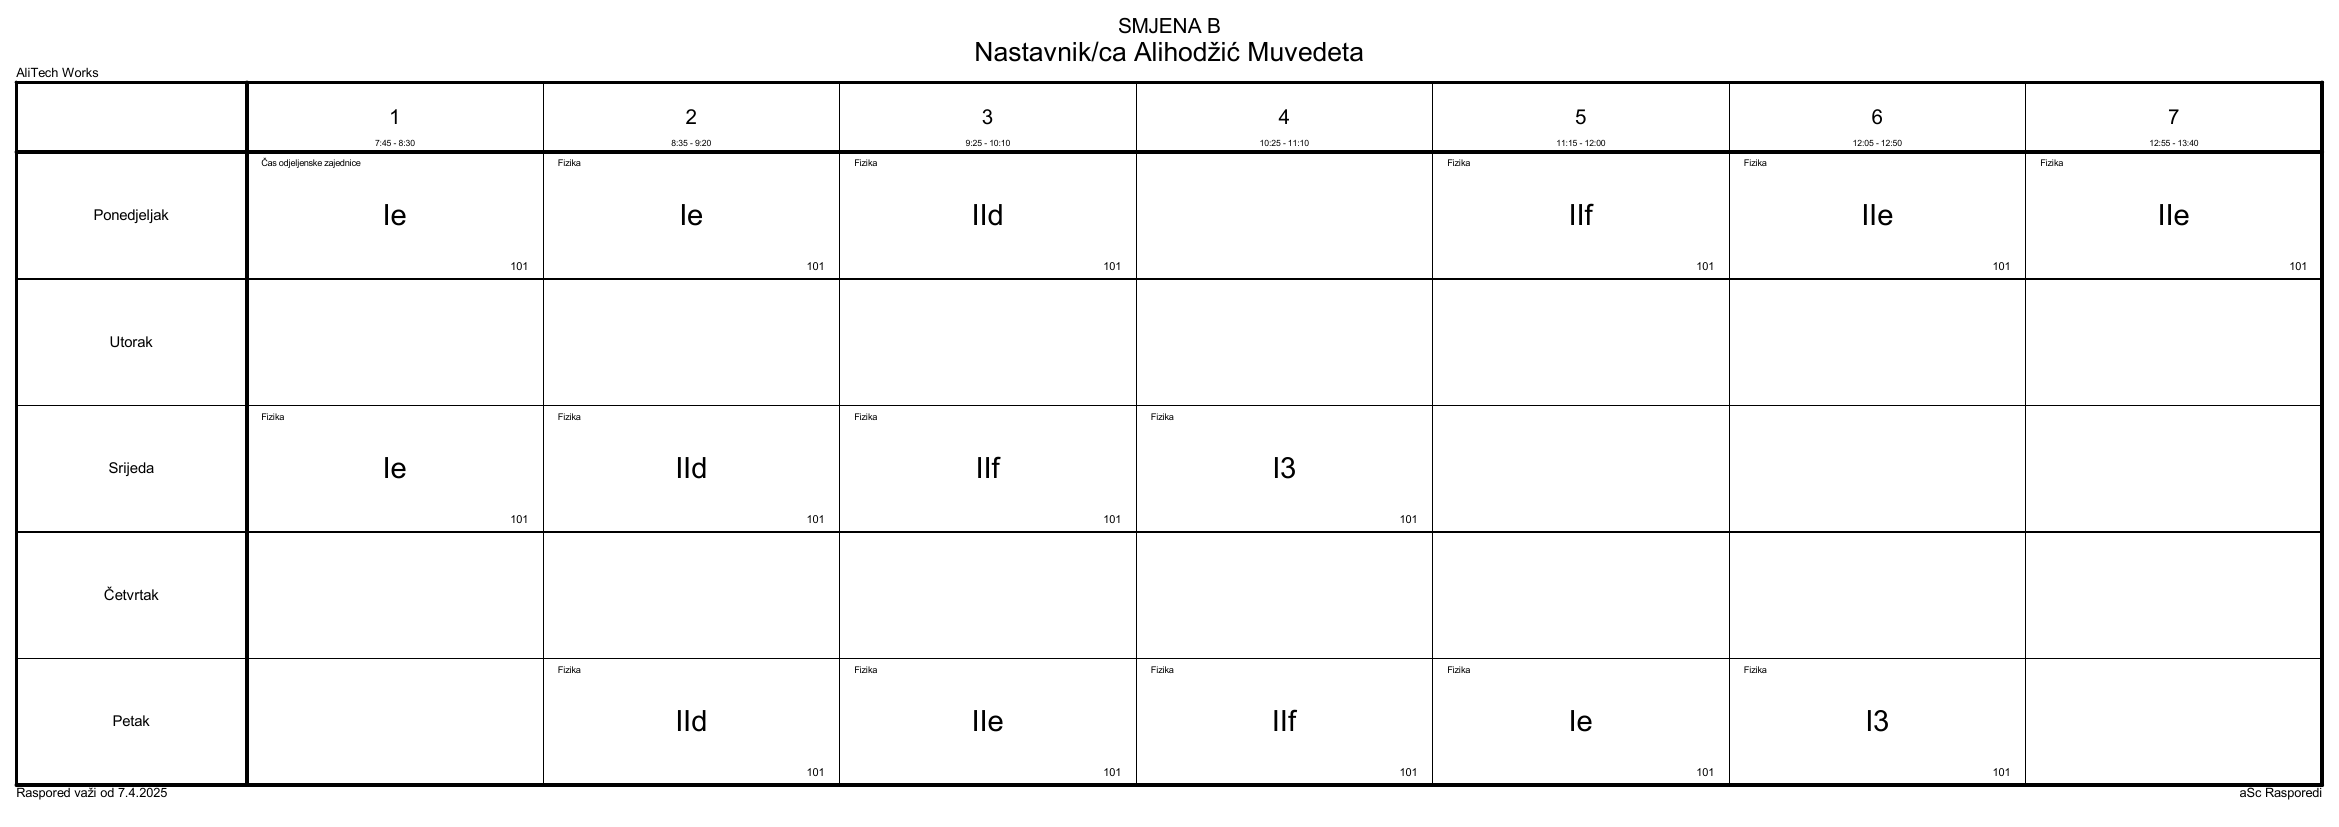 SMJENA B
Nastavnik/ca Alihodžić Muvedeta
AliTech Works
1 2 3 4 5 6 7
7:45 - 8:30 8:35 - 9:20 9:25 - 10:10 10:25 - 11:10 11:15 - 12:00 12:05 - 12:50 12:55 - 13:40
Čas odjeljenske zajednice Fizika Fizika Fizika Fizika Fizika
Ponedjeljak Ie Ie IId IIf IIe IIe
101 101 101 101 101 101
Utorak
Fizika Fizika Fizika Fizika
Srijeda Ie IId IIf I3
101 101 101 101
Četvrtak
Fizika Fizika Fizika Fizika Fizika
Petak IId IIe IIf Ie I3
101 101 101 101 101
Raspored važi od 7.4.2025 aSc Rasporedi